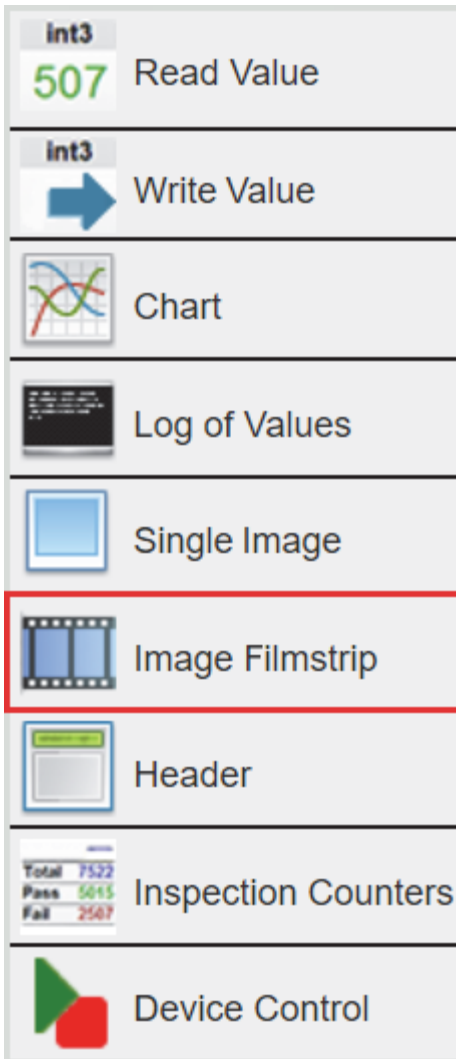 int3
507 Read Value
int3
Write Value
Chart
Log of Values
Single Image
Image Filmstrip
Header
Total 7522
Pass 5015
Fail 2507
Inspection Counters
Device Control